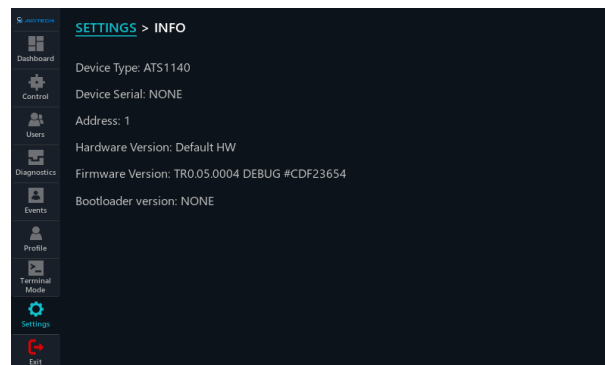 SETTINGS > INFO
Dashboard
Control
Users
Diagnostics
Events
Profile
Terminal
Mode
Settings
Exit
Device Type: ATS1140
Device Serial: NONE
Address: 1
Hardware Version: Default HW
Firmware Version: TR0.05.0004 DEBUG #CDF23654
Bootloader version: NONE